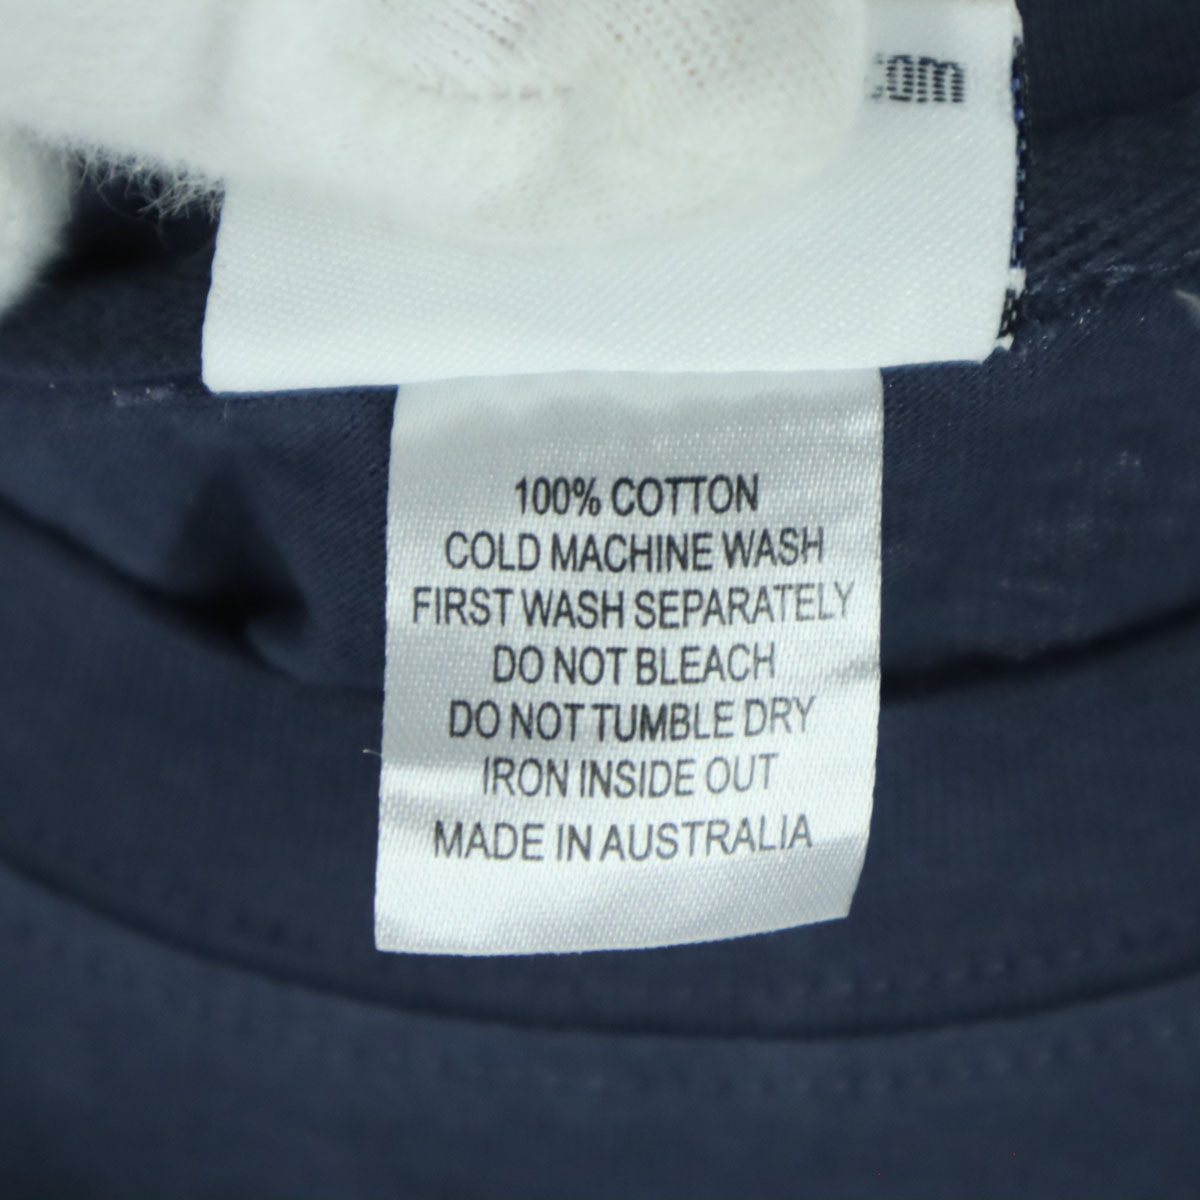 100% COTTON
COLD MACHINE WASH
FIRST WASH SEPARATELY
DO NOT BLEACH
DO NOT TUMBLE DRY
IRON INSIDE OUT
MADE IN AUSTRALIA